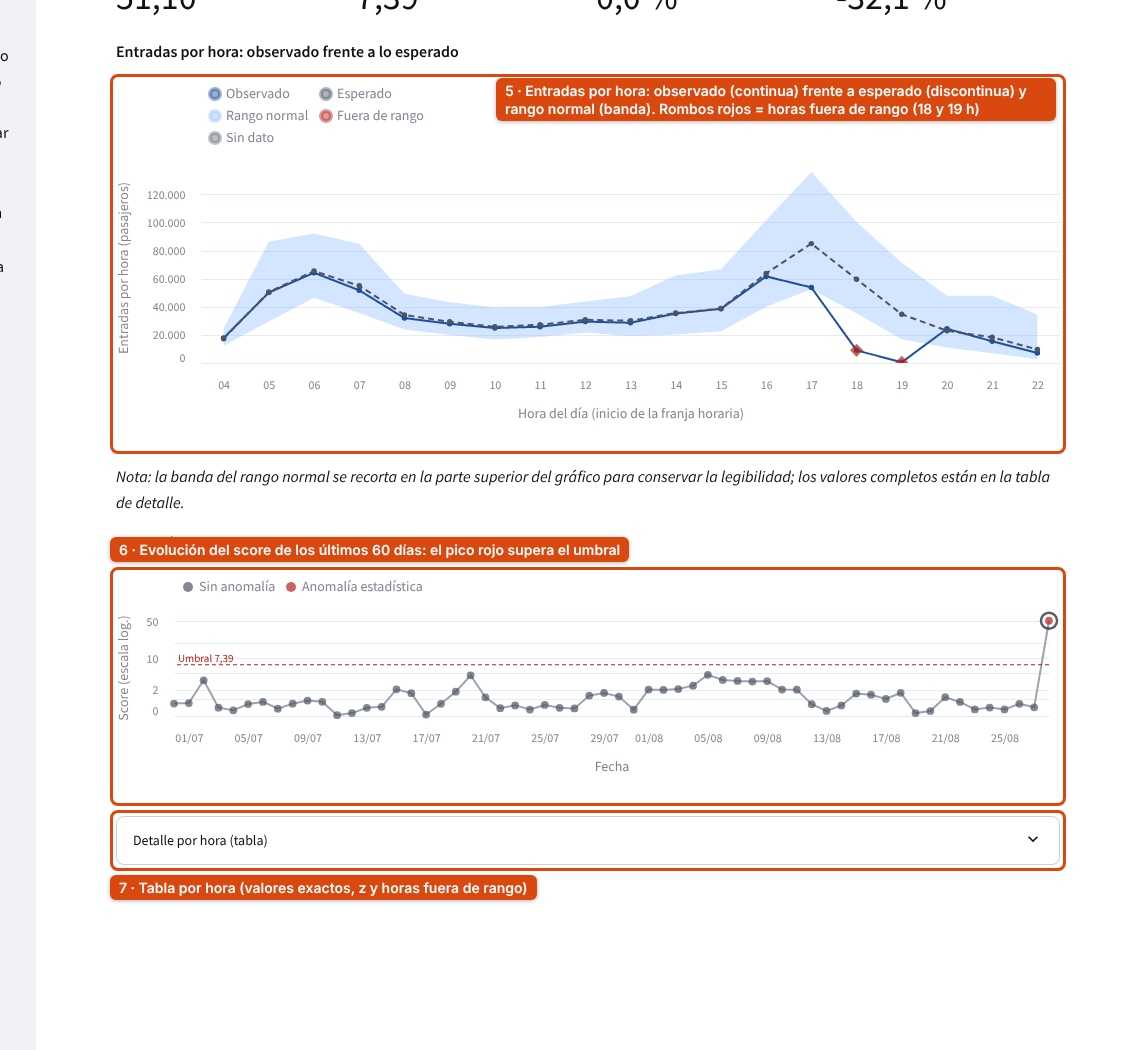 51,10 7,39 6,0 % -32,1 %
o
ar
a
Entradas por hora: observado frente a lo esperado
Observado Esperado
Rango normal Fuera de rango
Sin dato
5 · Entradas por hora: observado (continua) frente a esperado (discontinua) y
rango normal (banda). Rombos rojos = horas fuera de rango (18 y 19 h)
Entradas por hora (pasajeros)
120.000
100.000
80.000
60.000
40.000
20.000
0
04 05 06 07 08 09 10 11 12 13 14 15 16 17 18 19 20 21 22
Hora del día (inicio de la franja horaria)
Nota: la banda del rango normal se recorta en la parte superior del gráfico para conservar la legibilidad; los valores completos están en la tabla
de detalle.
6 · Evolución del score de los últimos 60 días: el pico rojo supera el umbral
Sin anomalía Anomalía estadística
Score (escala log.)
50
10
Umbral 7,39
2
0
01/07 05/07 09/07 13/07 17/07 21/07 25/07 29/07 01/08 05/08 09/08 13/08 17/08 21/08 25/08
Fecha
Detalle por hora (tabla)
7 · Tabla por hora (valores exactos, z y horas fuera de rango)